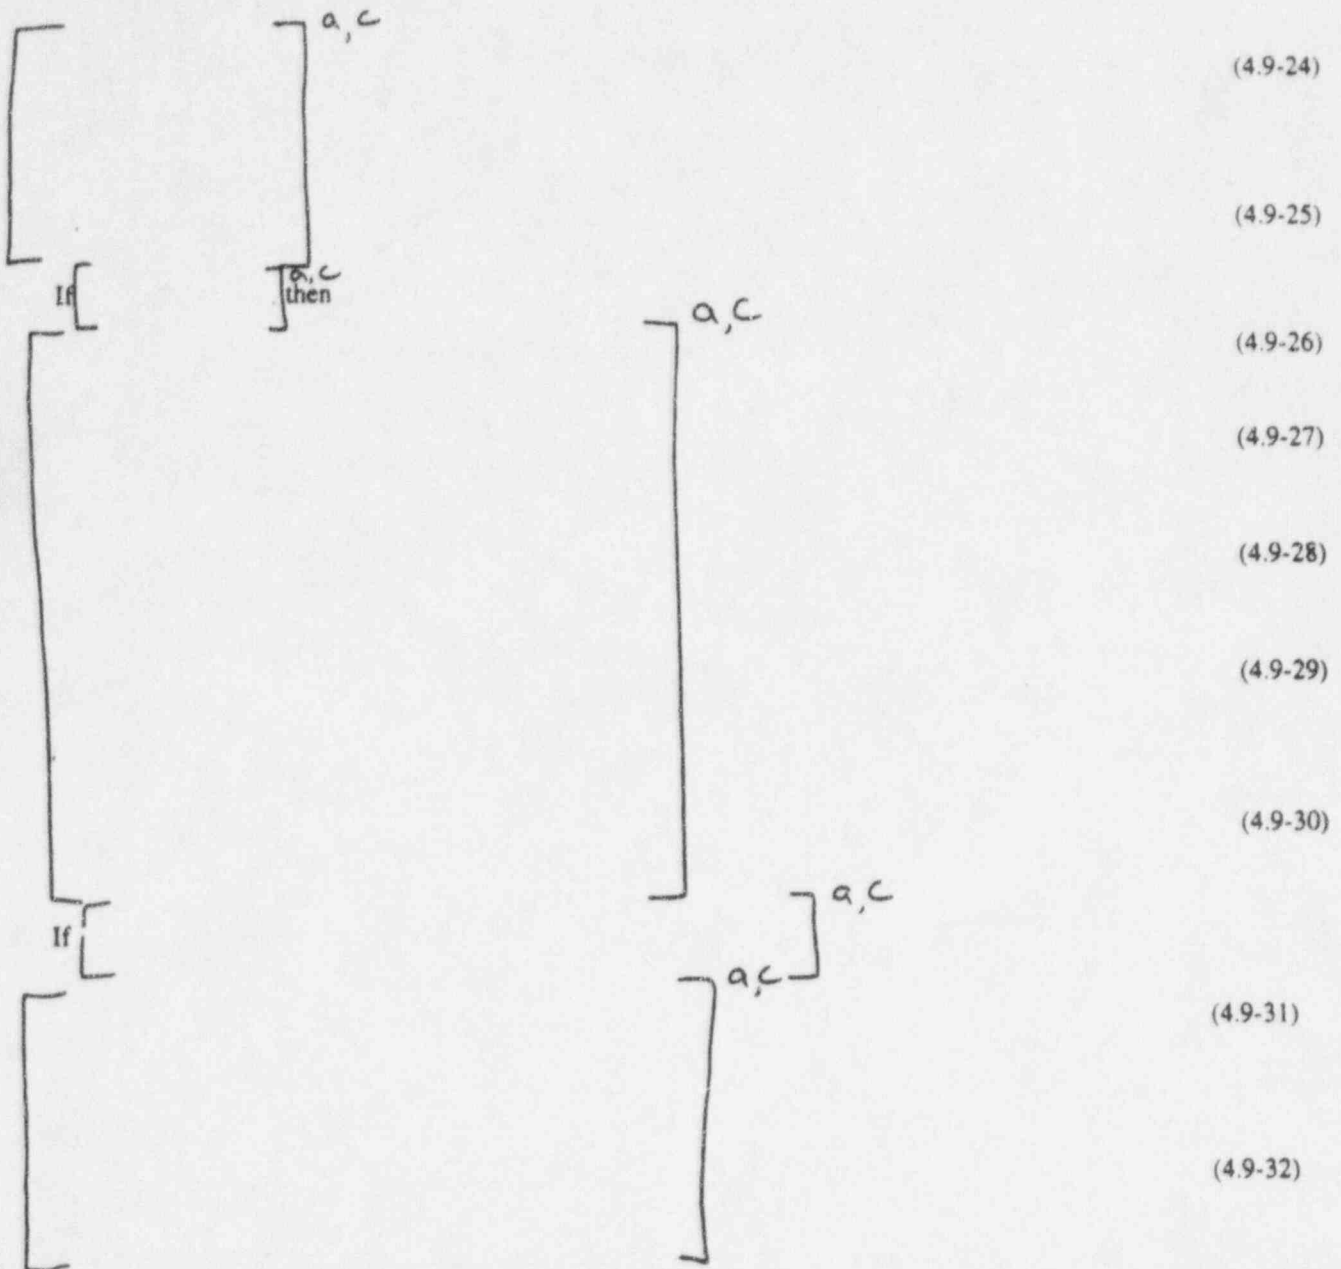 a,c
(4.9-24)
(4.9-25)
a,c
If then
a,c
(4.9-26)
(4.9-27)
(4.9-28)
(4.9-29)
(4.9-30)
a,c
If
a,c
(4.9-31)
(4.9-32)